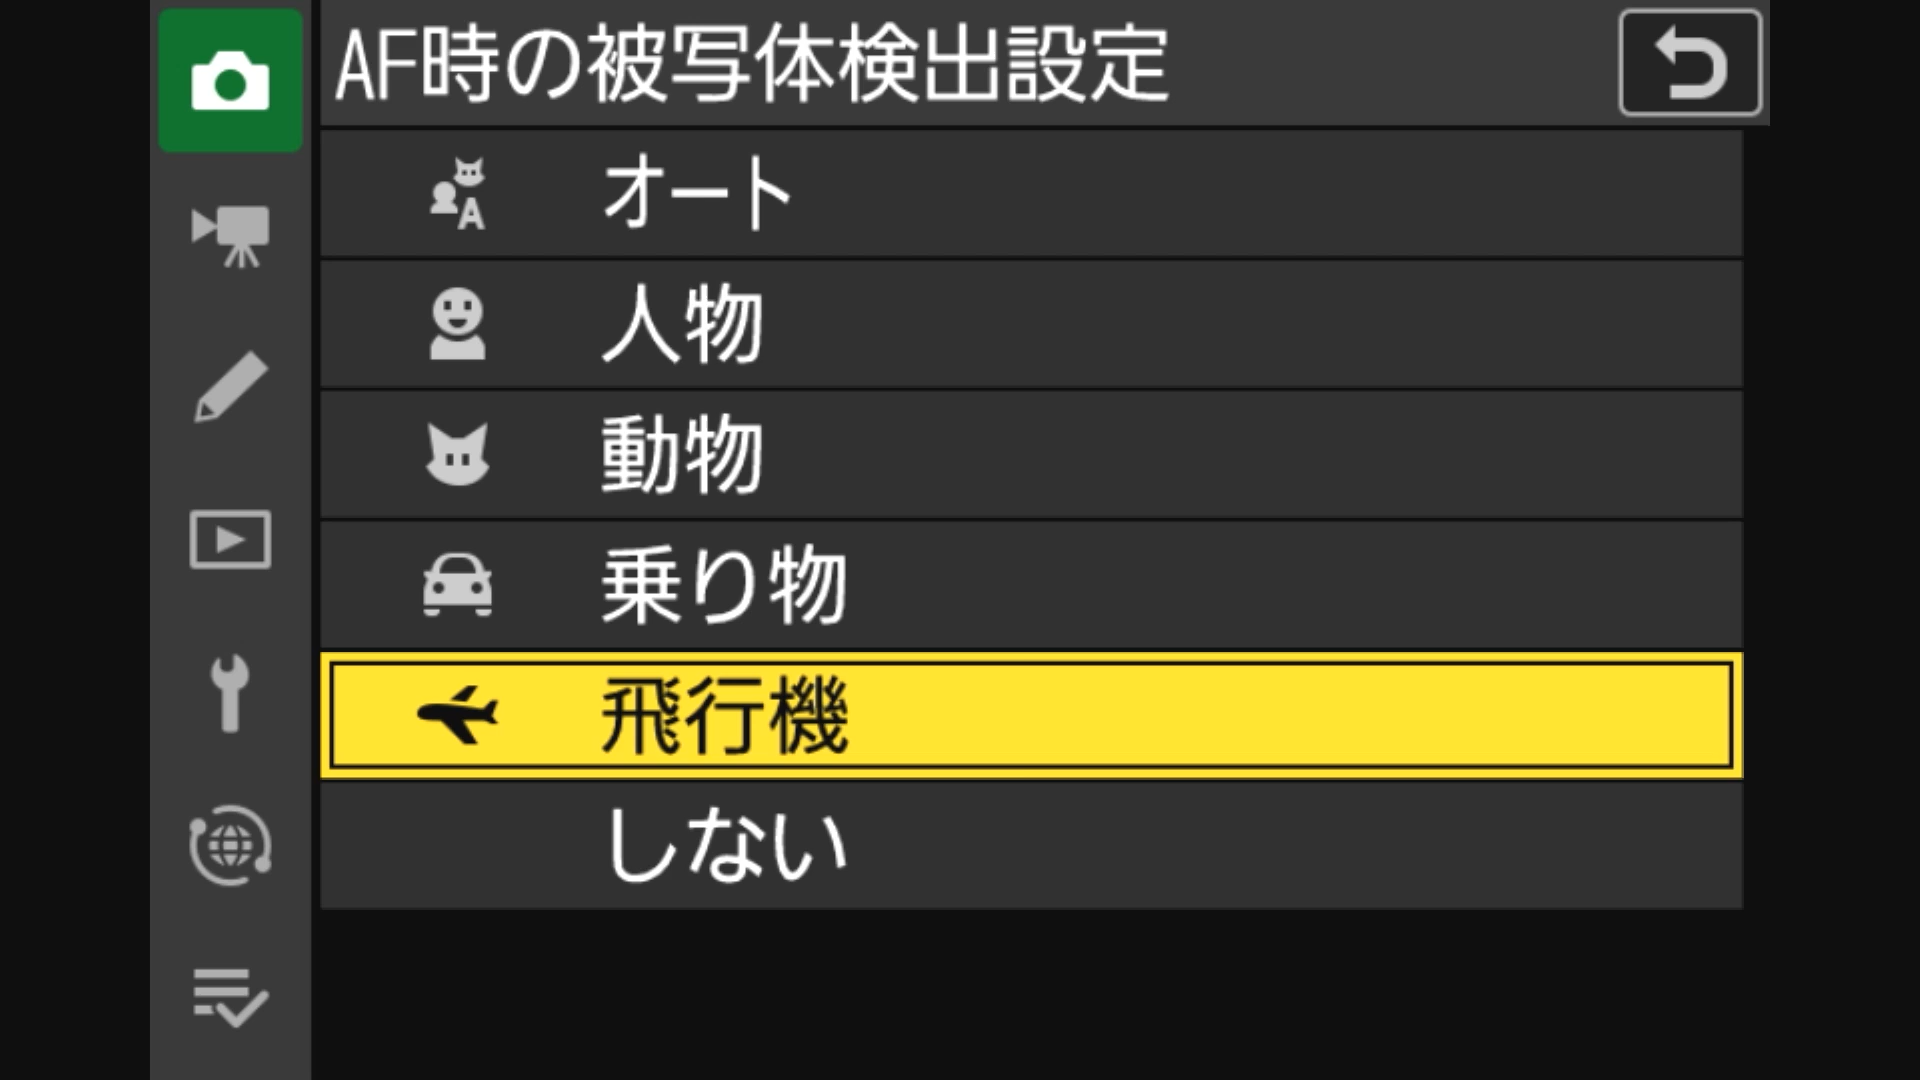 AF時の被写体検出設定
オート
人物
動物
乗り物
飛行機
しない